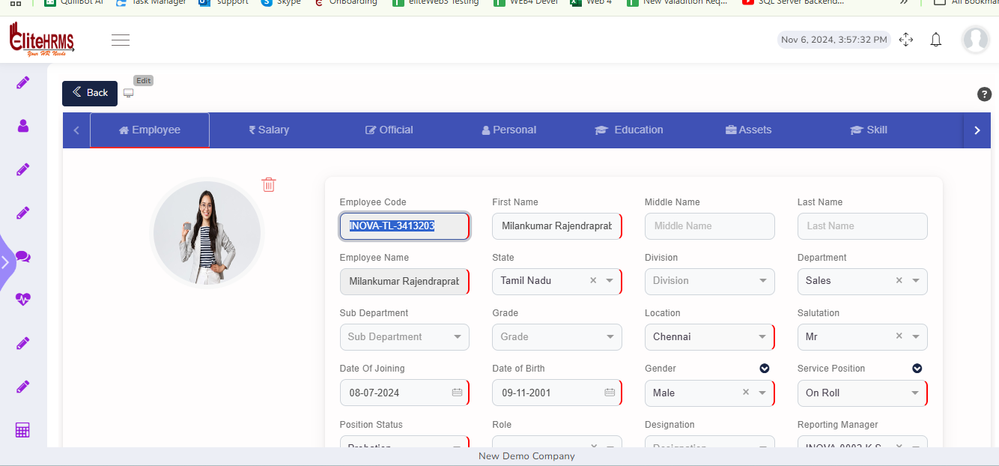 QuillBot AI Task Manager support Skype OnBoarding eliteWeb3 Testing WEB4 Devel Web 4 New Valadition Req... SQL Server Backend... » All Bookmar
EliteHRMS
Your HR Needs
Nov 6, 2024, 3:57:32 PM
Back
Edit
?
Employee ₹ Salary Official Personal Education Assets Skill
Employee Code First Name Middle Name Last Name
INOVA-TL-3413203 Milankumar Rajendraprab Middle Name Last Name
Employee Name State Division Department
Milankumar Rajendraprab Tamil Nadu × Division Sales ×
Sub Department Grade Location Salutation
Sub Department Grade Chennai Mr ×
Date Of Joining Date of Birth Gender Service Position
08-07-2024 09-11-2001 Male × On Roll
Position Status Role Designation Reporting Manager
Probation Designation INOVA-0002 K S
New Demo Company